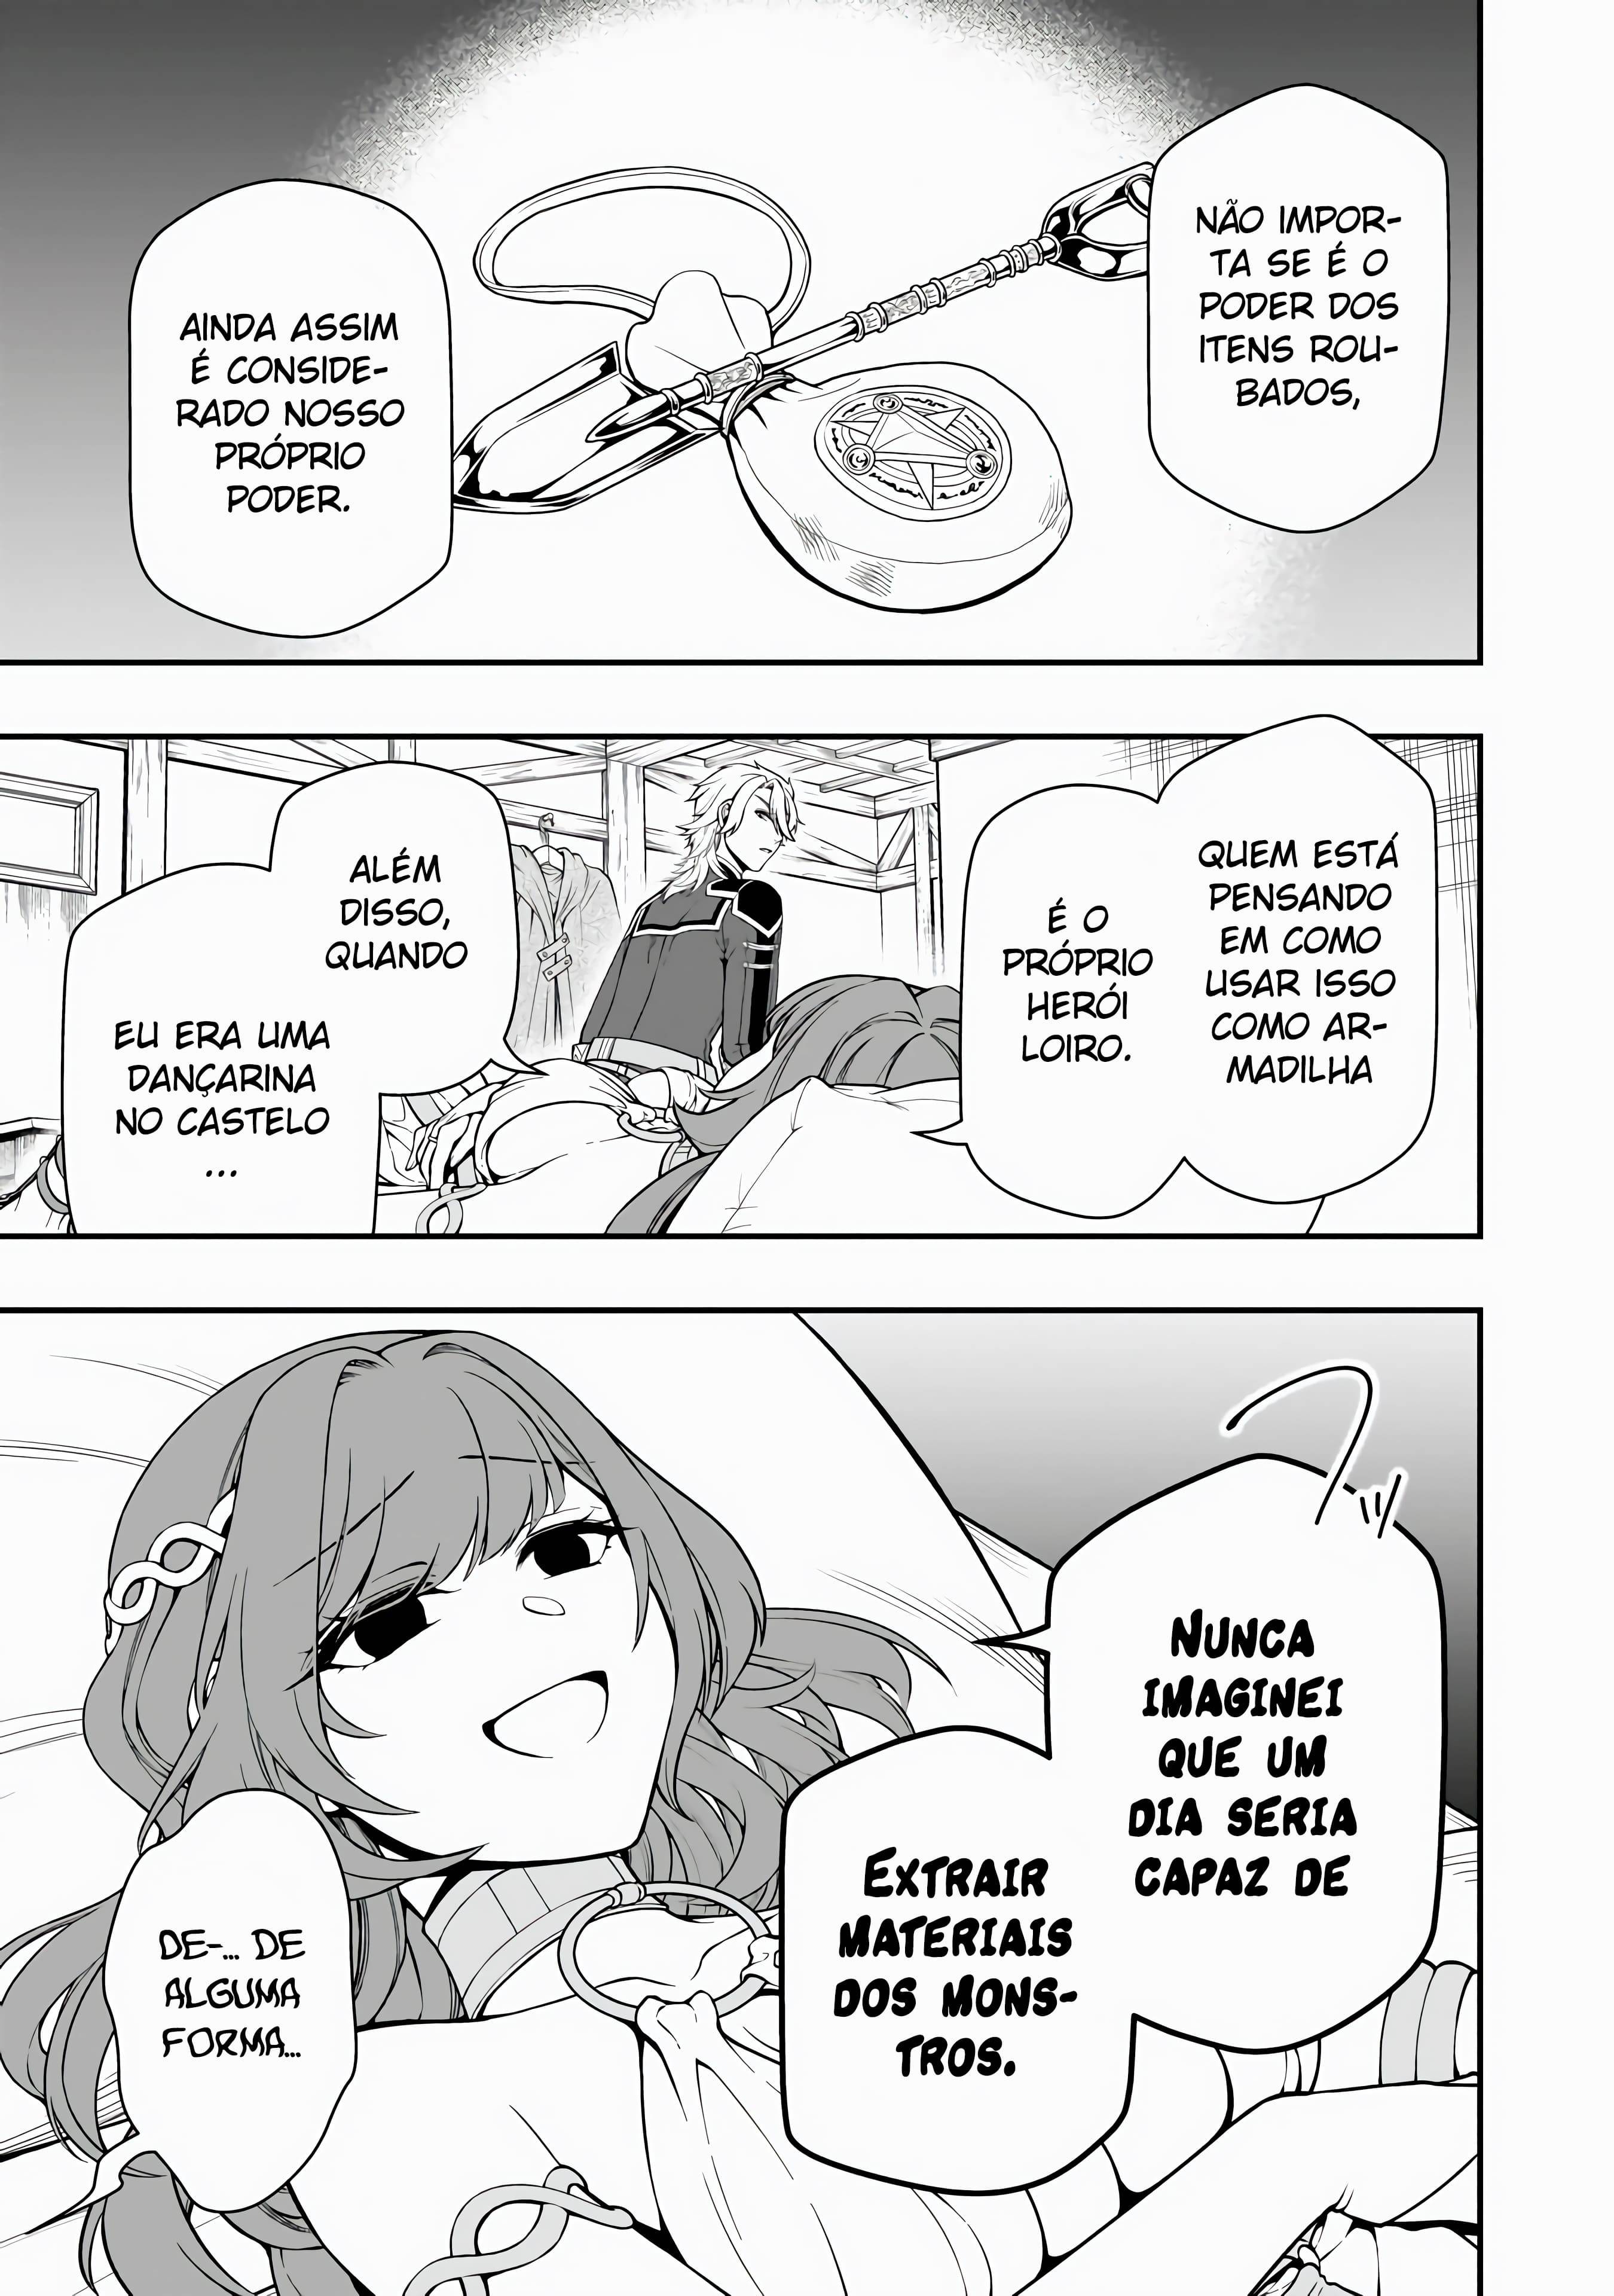 NÃO IMPOR-
TA SE É O
PODER DOS
ITENS ROU-
BADOS,
AINDA ASSIM
É CONSIDE-
RADO NOSSO
PRÓPRIO
PODER.
QUEM ESTÁ
PENSANDO
EM COMO
USAR ISSO
COMO AR-
MADILHA
É O
PRÓPRIO
HERÓI
LOIRO.
ALÉM
DISSO,
QUANDO
EU ERA UMA
DANÇARINA
NO CASTELO
...
NUNCA
IMAGINEI
QUE UM
DIA SERIA
CAPAZ DE
EXTRAIR
MATERIAIS
DOS MONS-
TROS.
DE-... DE
ALGUMA
FORMA...